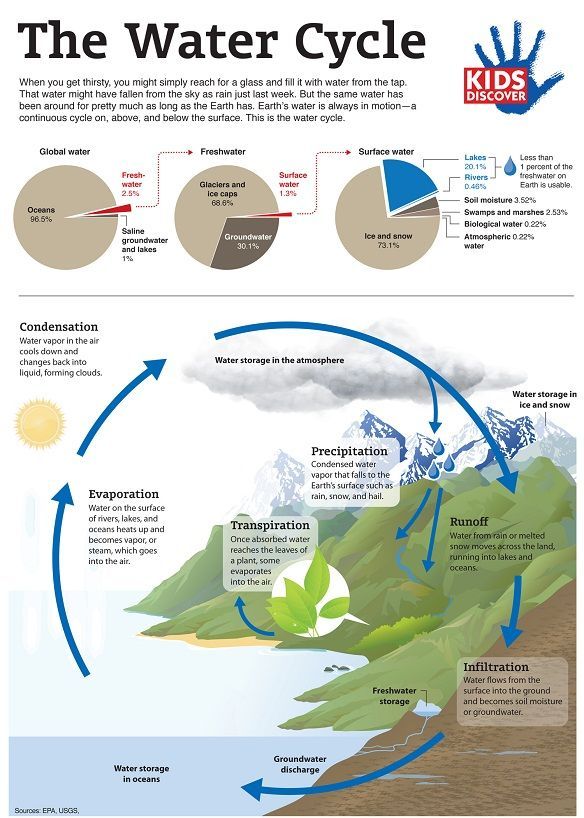 The Water Cycle
KIDS
DISCOVER
When you get thirsty, you might simply reach for a glass and fill it with water from the tap.
That water might have fallen from the sky as rain just last week. But the same water has
been around for pretty much as long as the Earth has. Earth's water is always in motion—a
continuous cycle on, above, and below the surface. This is the water cycle.
Global water
Oceans
96.5%
Fresh-
water
2.5%
Saline
groundwater
and lakes
1%
Freshwater
Glaciers and
ice caps
68.6%
Groundwater
30.1%
Surface
water
1.3%
Surface water
Ice and snow
73.1%
Lakes
20.1%
Rivers
0.46%
Less than
1 percent of the
freshwater on
Earth is usable.
Soil moisture 3.52%
Swamps and marshes 2.53%
Biological water 0.22%
Atmospheric 0.22%
water
Condensation
Water vapor in the air
cools down and
changes back into
liquid, forming clouds.
Water storage in the atmosphere
Water storage in
ice and snow
Precipitation
Condensed water
vapor that falls to the
Earth's surface such as
rain, snow, and hail.
Evaporation
Water on the surface
of rivers, lakes, and
oceans heats up and
becomes vapor, or
steam, which goes
into the air.
Transpiration
Once absorbed water
reaches the leaves of
a plant, some
evaporates
into the air.
Runoff
Water from rain or melted
snow moves across the land,
running into lakes and
oceans.
Infiltration
Water flows from the
surface into the ground
and becomes soil moisture
or groundwater.
Freshwater
storage
Groundwater
discharge
Water storage
in oceans
Sources: EPA, USGS,